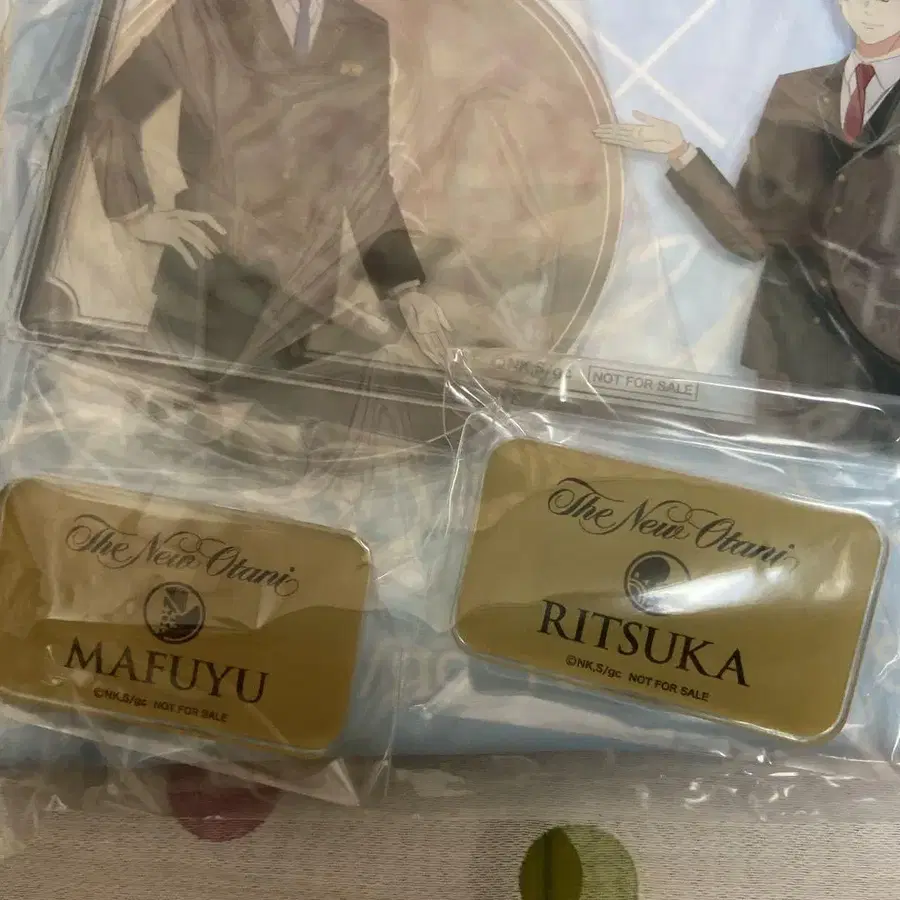 ©NK,S/gc NOT FOR SALE
The New Otani
MAFUYU
©NK,S/gc NOT FOR SALE
The New Otani
RITSUKA
©NK,S/gc NOT FOR SALE